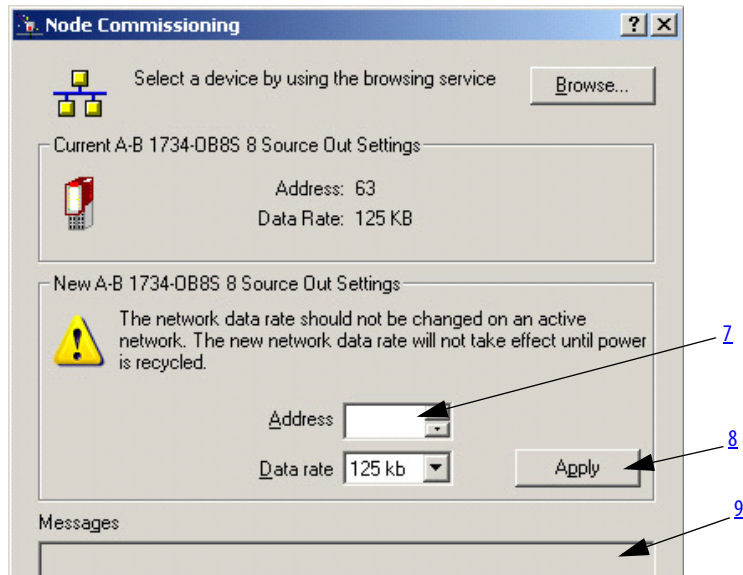 Node Commissioning
Select a device by using the browsing service
Browse...
Current A-B 1734-OB8S 8 Source Out Settings
Address: 63
Data Rate: 125 KB
New A-B 1734-OB8S 8 Source Out Settings
The network data rate should not be changed on an active
network. The new network data rate will not take effect until power
is recycled.
7
Address
8
Data rate 125 kb
Apply
9
Messages